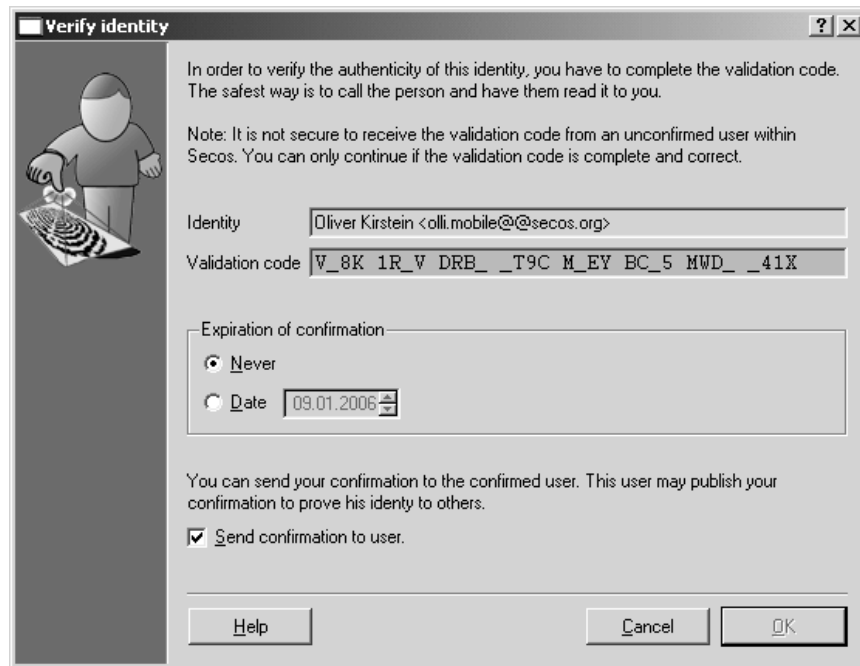 Verify identity
In order to verify the authenticity of this identity, you have to complete the validation code.
The safest way is to call the person and have them read it to you.
Note: It is not secure to receive the validation code from an unconfirmed user within
Secos. You can only continue if the validation code is complete and correct.
Identity Oliver Kirstein <olli.mobile@@secos.org>
Validation code V_8K 1R_V DRB_ _T9C M_EY BC_5 MWD_ _41X
Expiration of confirmation
Never
Date 09.01.2006
You can send your confirmation to the confirmed user. This user may publish your
confirmation to prove his identy to others.
Send confirmation to user.
Help Cancel OK